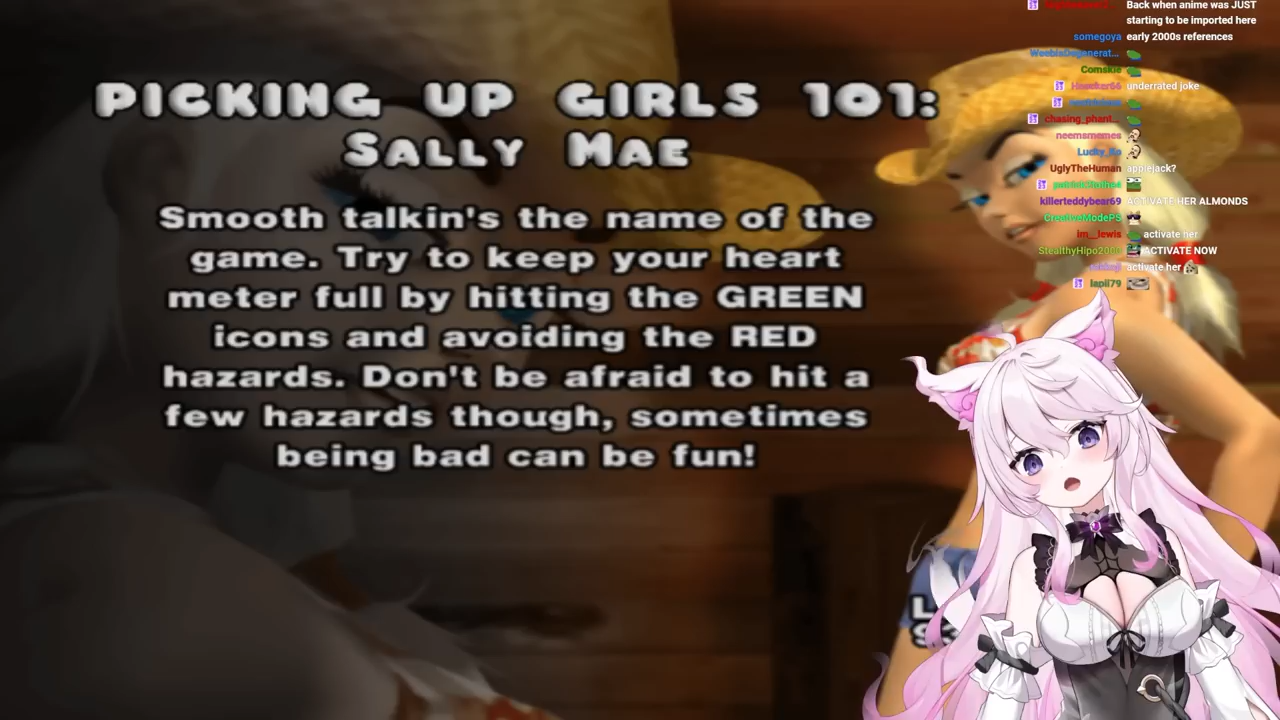 PICKING UP GIRLS 101:
SALLY MAE
Smooth talkin's the name of the
game. Try to keep your heart
meter full by hitting the GREEN
icons and avoiding the RED
hazards. Don't be afraid to hit a
few hazards though, sometimes
being bad can be fun!
Back when anime was JUST
starting to be imported here
somegoya early 2000s references
Comskie
underrated joke
chasing_phant...
neemsmemes
UglyTheHuman applejack?
killerteddybear69 ACTIVATE HER ALMONDS
CreativeModePS
im__lewis activate her
StealthyHipo2000 ACTIVATE NOW
activate her
lapii79